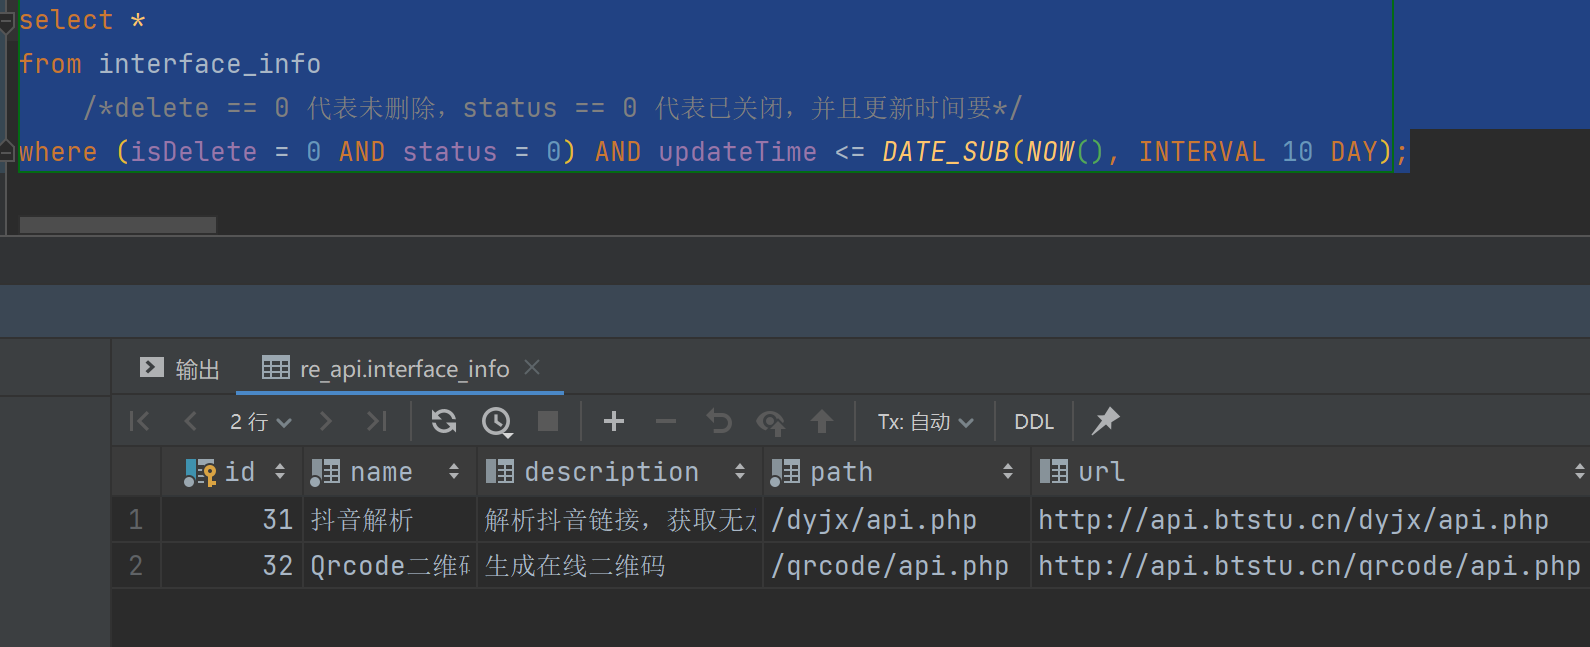 select *
from interface_info
/*delete == 0 代表未删除，status == 0 代表已关闭，并且更新时间要*/
where (isDelete = 0 AND status = 0) AND updateTime <= DATE_SUB(NOW(), INTERVAL 10 DAY);
输出 re_api.interface_info
2 行 Tx: 自动 DDL
id name description path url
1 31 抖音解析 解析抖音链接，获取无 /dyjx/api.php http://api.btstu.cn/dyjx/api.php
2 32 Qrcode二维 生成在线二维码 /qrcode/api.php http://api.btstu.cn/qrcode/api.php